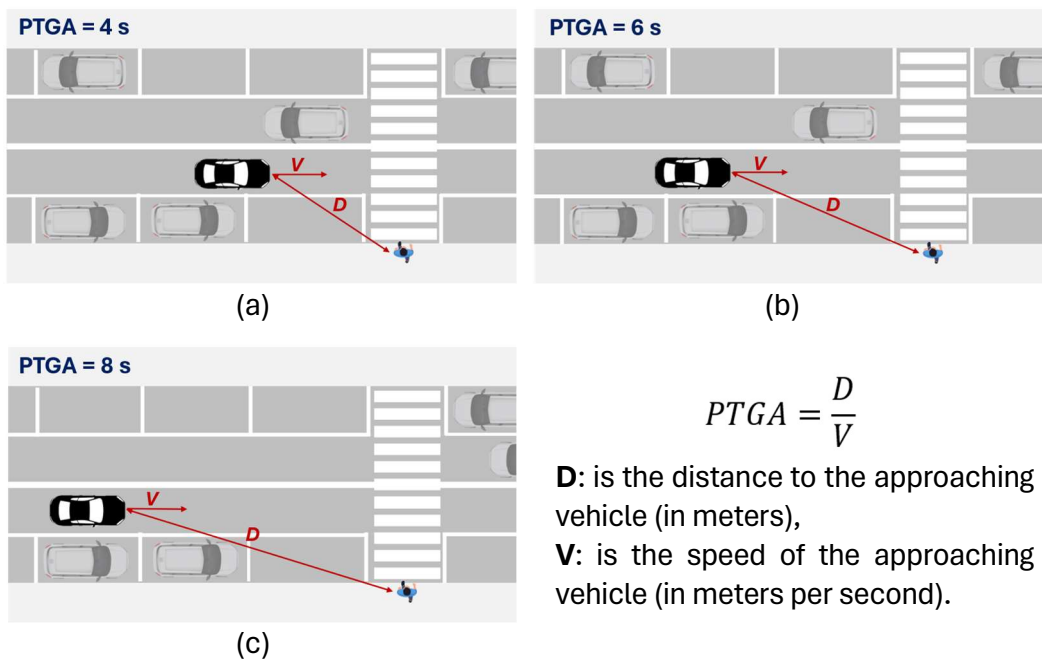 PTGA = 4 s
V
D
(a)
PTGA = 6 s
V
D
(b)
PTGA = 8 s
V
D
(c)
PTGA = D/V
D: is the distance to the approaching
vehicle (in meters),
V: is the speed of the approaching
vehicle (in meters per second).